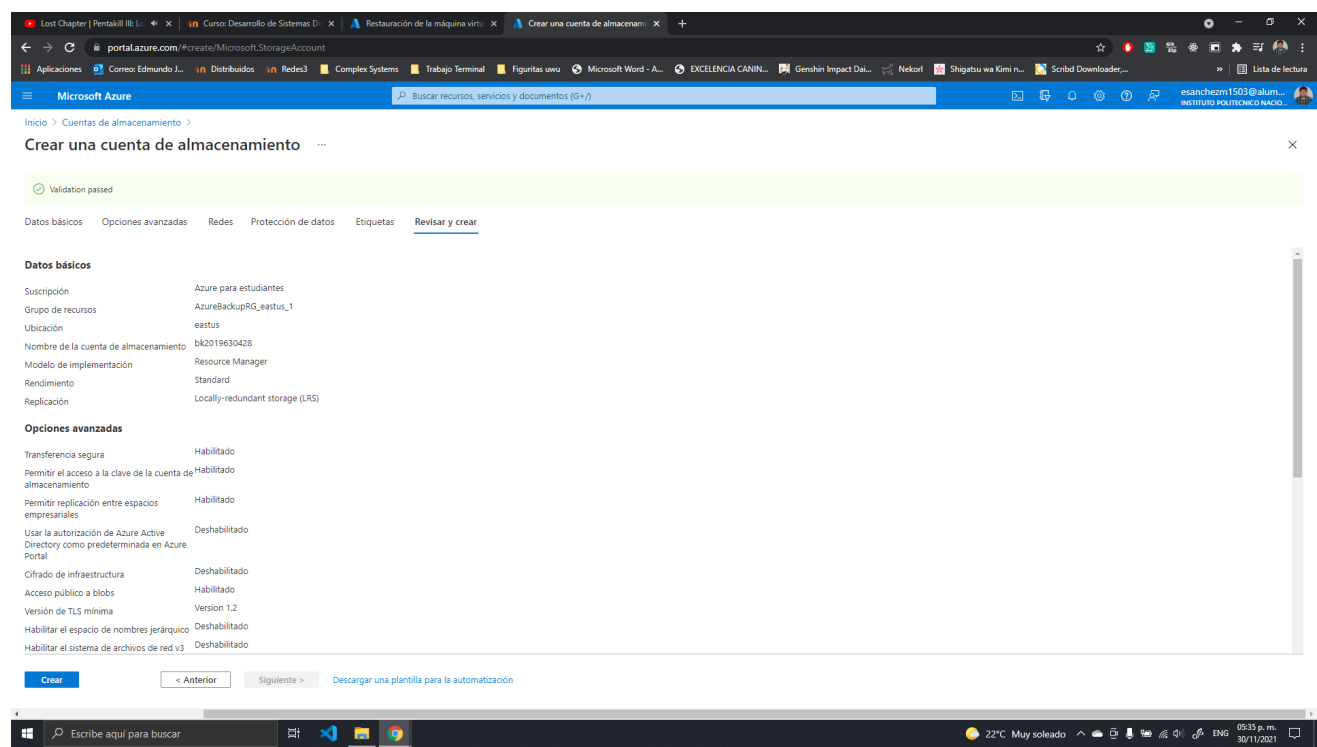 Lost Chapter | Pentakill III: Lo
Curso: Desarrollo de Sistemas Di
Restauración de la máquina virtu
Crear una cuenta de almacenami
portal.azure.com/#create/Microsoft.StorageAccount
Aplicaciones
Correo: Edmundo J...
Distribuidos
Redes3
Complex Systems
Trabajo Terminal
Figuritas uwu
Microsoft Word - A...
EXCELENCIA CANIN...
Genshin Impact Dai...
Nekorl
Shigatsu wa Kimi n...
Scribd Downloader,...
»
Lista de lectura
Microsoft Azure
Buscar recursos, servicios y documentos (G+/)
esanchezm1503@alum...
INSTITUTO POLITECNICO NACIO...
Inicio > Cuentas de almacenamiento >
Crear una cuenta de almacenamiento ...
Validation passed
Datos básicos Opciones avanzadas Redes Protección de datos Etiquetas Revisar y crear
Datos básicos
Suscripción Azure para estudiantes
Grupo de recursos AzureBackupRG_eastus_1
Ubicación eastus
Nombre de la cuenta de almacenamiento bk2019630428
Modelo de implementación Resource Manager
Rendimiento Standard
Replicación Locally-redundant storage (LRS)
Opciones avanzadas
Transferencia segura Habilitado
Permitir el acceso a la clave de la cuenta de Habilitado
almacenamiento
Permitir replicación entre espacios Habilitado
empresariales
Usar la autorización de Azure Active Deshabilitado
Directory como predeterminada en Azure
Portal
Cifrado de infraestructura Deshabilitado
Acceso público a blobs Habilitado
Versión de TLS mínima Version 1.2
Habilitar el espacio de nombres jerárquico Deshabilitado
Habilitar el sistema de archivos de red v3 Deshabilitado
Crear < Anterior Siguiente > Descargar una plantilla para la automatización
Escribe aquí para buscar
22°C Muy soleado
ENG
05:35 p. m.
30/11/2021